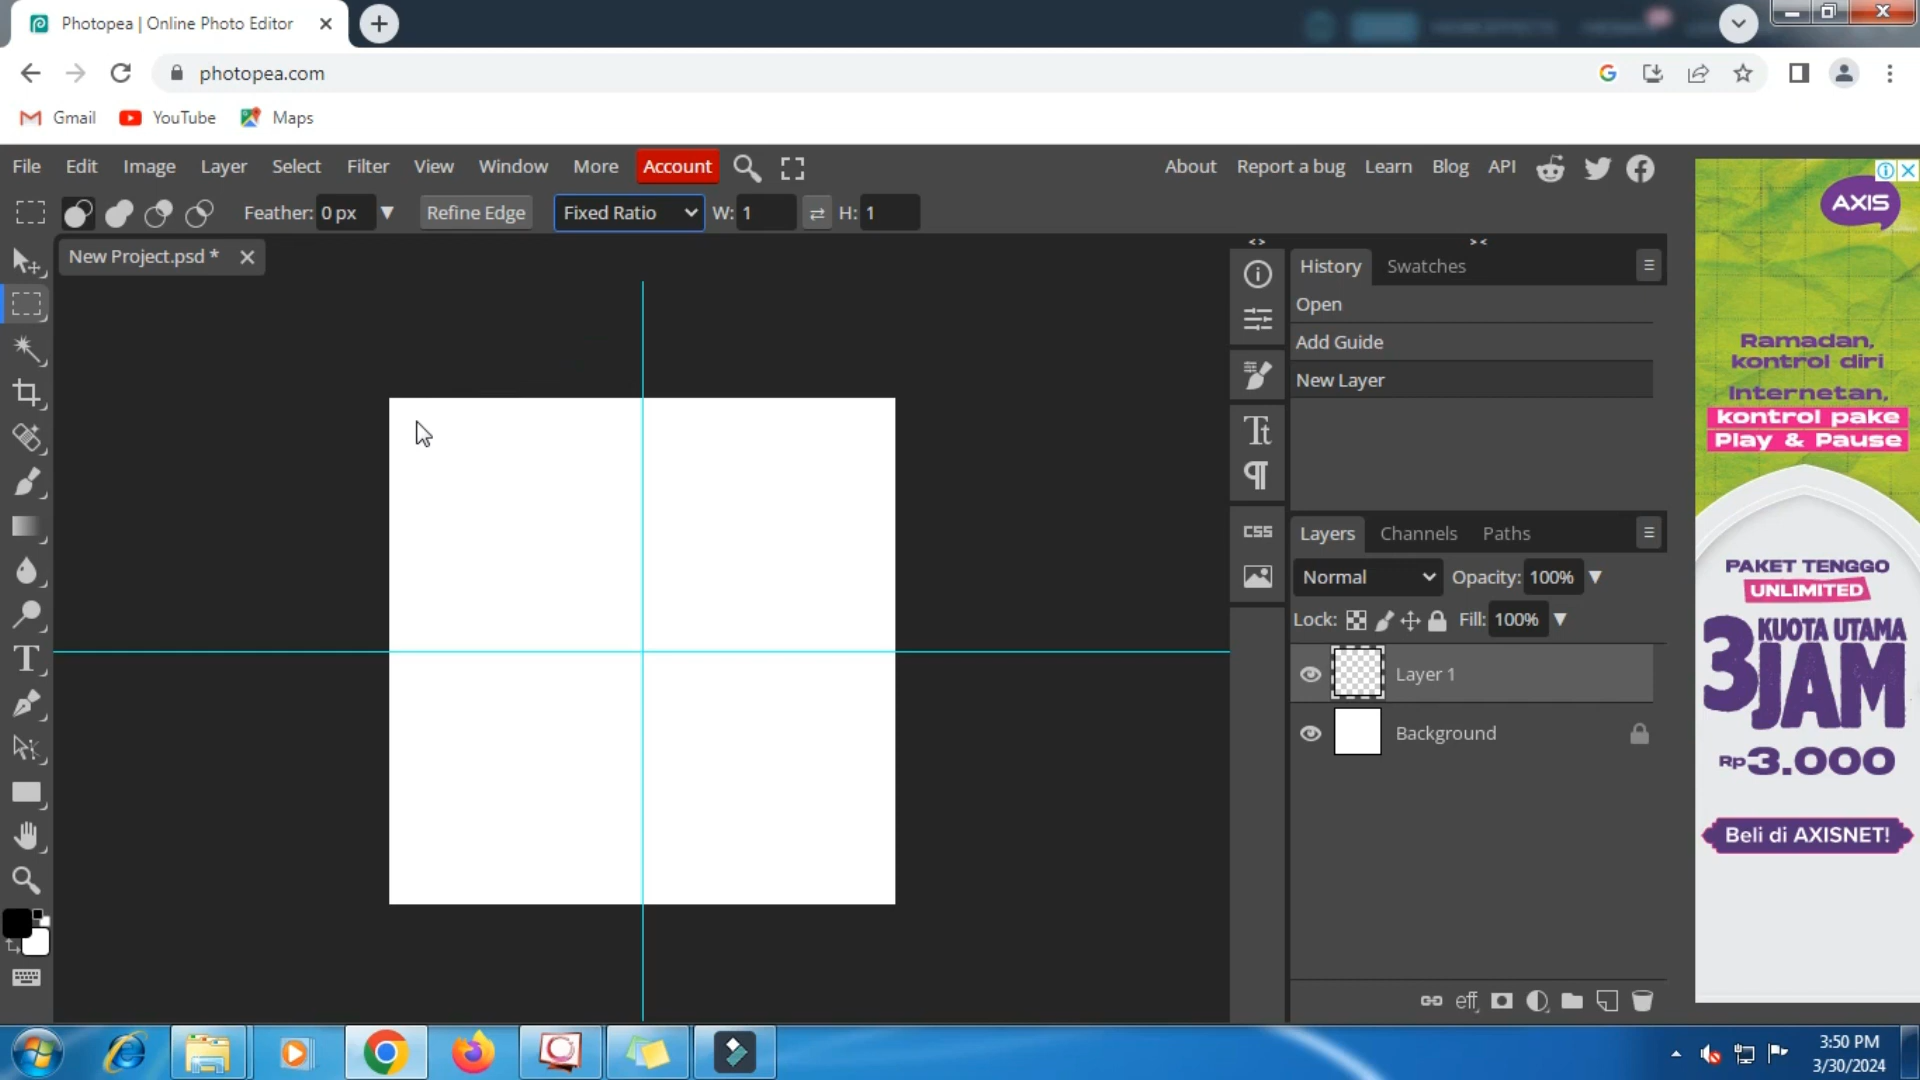 Photopea | Online Photo Editor
photopea.com
Gmail YouTube Maps
File Edit Image Layer Select Filter View Window More Account About Report a bug Learn Blog API
Feather: 0 px Refine Edge Fixed Ratio W: 1 H: 1
New Project.psd *
History Swatches
Open
Add Guide
New Layer
CSS
Layers Channels Paths
Normal Opacity: 100%
Lock: Fill: 100%
Layer 1
Background
AXIS
Ramadan,
kontrol diri
Internetan,
kontrol pake
Play & Pause
PAKET TENGGO
UNLIMITED
3 KUOTA UTAMA
JAM
Rp3.000
Beli di AXISNET!
eff
3:50 PM
3/30/2024